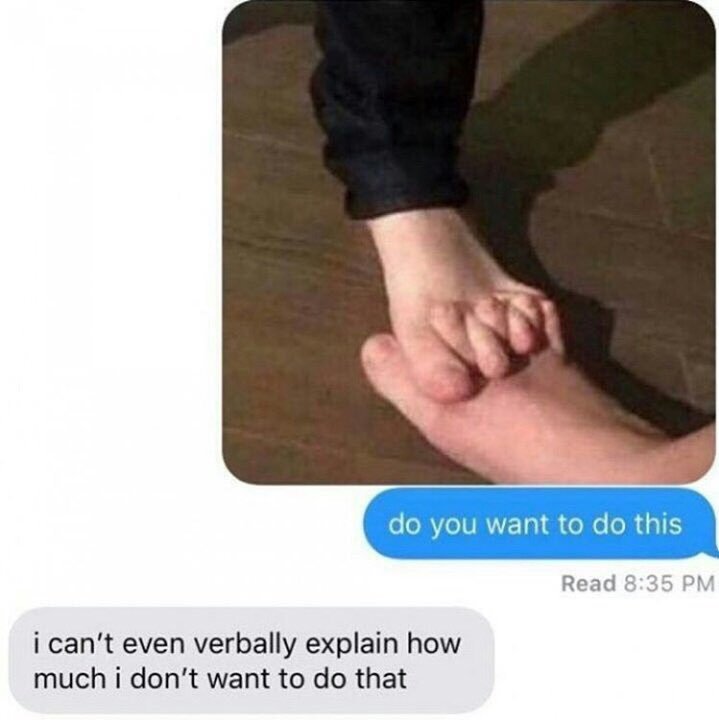 do you want to do this
Read 8:35 PM
i can't even verbally explain how
much i don't want to do that